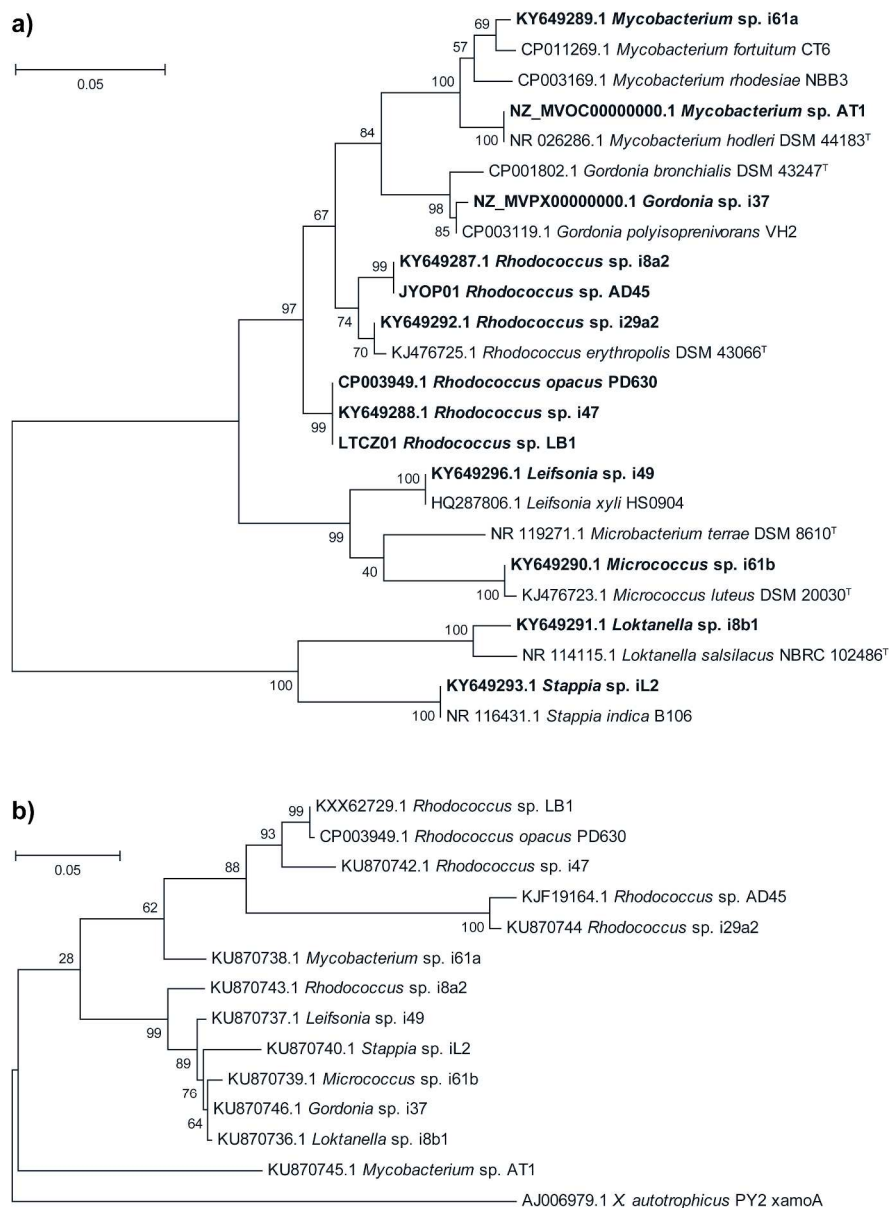 a)
0.05
69
KY649289.1 Mycobacterium sp. i61a
57
CP011269.1 Mycobacterium fortuitum CT6
100
CP003169.1 Mycobacterium rhodesiae NBB3
NZ_MVOC00000000.1 Mycobacterium sp. AT1
84
100
NR 026286.1 Mycobacterium hodleri DSM 44183T
CP001802.1 Gordonia bronchialis DSM 43247T
98
NZ_MVPX00000000.1 Gordonia sp. i37
67
85
CP003119.1 Gordonia polyisoprenivorans VH2
99
KY649287.1 Rhodococcus sp. i8a2
JYOP01 Rhodococcus sp. AD45
97
74
KY649292.1 Rhodococcus sp. i29a2
70
KJ476725.1 Rhodococcus erythropolis DSM 43066T
CP003949.1 Rhodococcus opacus PD630
KY649288.1 Rhodococcus sp. i47
99
LTCZ01 Rhodococcus sp. LB1
100
KY649296.1 Leifsonia sp. i49
HQ287806.1 Leifsonia xyli HS0904
99
NR 119271.1 Microbacterium terrae DSM 8610T
40
KY649290.1 Micrococcus sp. i61b
100
KJ476723.1 Micrococcus luteus DSM 20030T
100
KY649291.1 Loktanella sp. i8b1
NR 114115.1 Loktanella salsilacus NBRC 102486T
100
KY649293.1 Stappia sp. iL2
100
NR 116431.1 Stappia indica B106
b)
0.05
99
KXX62729.1 Rhodococcus sp. LB1
93
CP003949.1 Rhodococcus opacus PD630
88
KU870742.1 Rhodococcus sp. i47
KJF19164.1 Rhodococcus sp. AD45
62
100
KU870744 Rhodococcus sp. i29a2
28
KU870738.1 Mycobacterium sp. i61a
KU870743.1 Rhodococcus sp. i8a2
99
KU870737.1 Leifsonia sp. i49
89
KU870740.1 Stappia sp. iL2
76
KU870739.1 Micrococcus sp. i61b
64
KU870746.1 Gordonia sp. i37
KU870736.1 Loktanella sp. i8b1
KU870745.1 Mycobacterium sp. AT1
AJ006979.1 X. autotrophicus PY2 xamoA